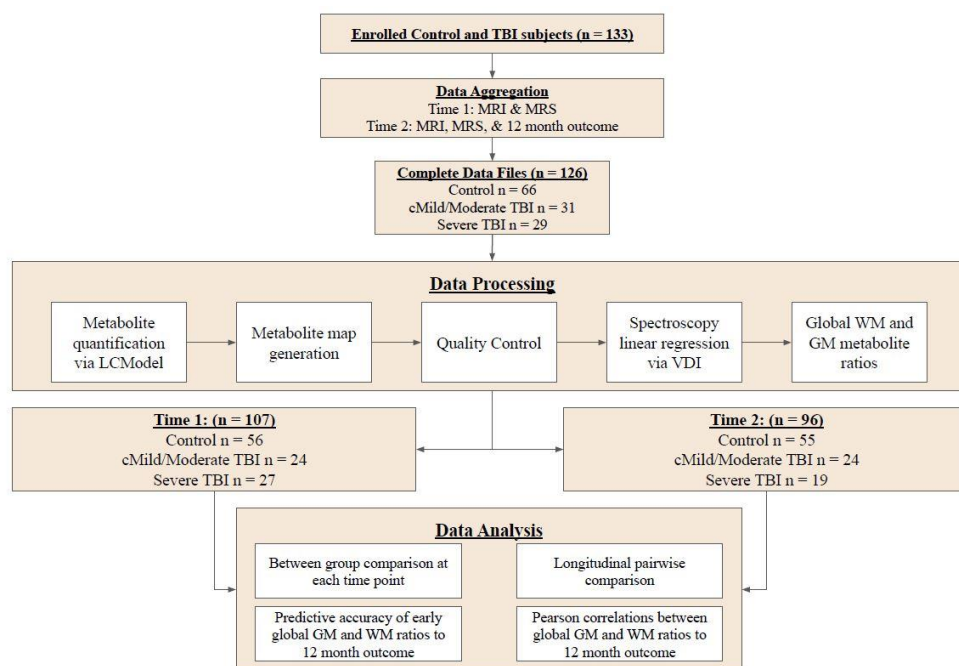 Enrolled Control and TBI subjects (n = 133)
Data Aggregation
Time 1: MRI & MRS
Time 2: MRI, MRS, & 12 month outcome
Complete Data Files (n = 126)
Control n = 66
cMild/Moderate TBI n = 31
Severe TBI n = 29
Data Processing
Metabolite
quantification
via LCModel
Metabolite map
generation
Quality Control
Spectroscopy
linear regression
via VDI
Global WM and
GM metabolite
ratios
Time 1: (n = 107)
Control n = 56
cMild/Moderate TBI n = 24
Severe TBI n = 27
Time 2: (n = 96)
Control n = 55
cMild/Moderate TBI n = 24
Severe TBI n = 19
Data Analysis
Between group comparison at
each time point
Longitudinal pairwise
comparison
Predictive accuracy of early
global GM and WM ratios to
12 month outcome
Pearson correlations between
global GM and WM ratios to
12 month outcome